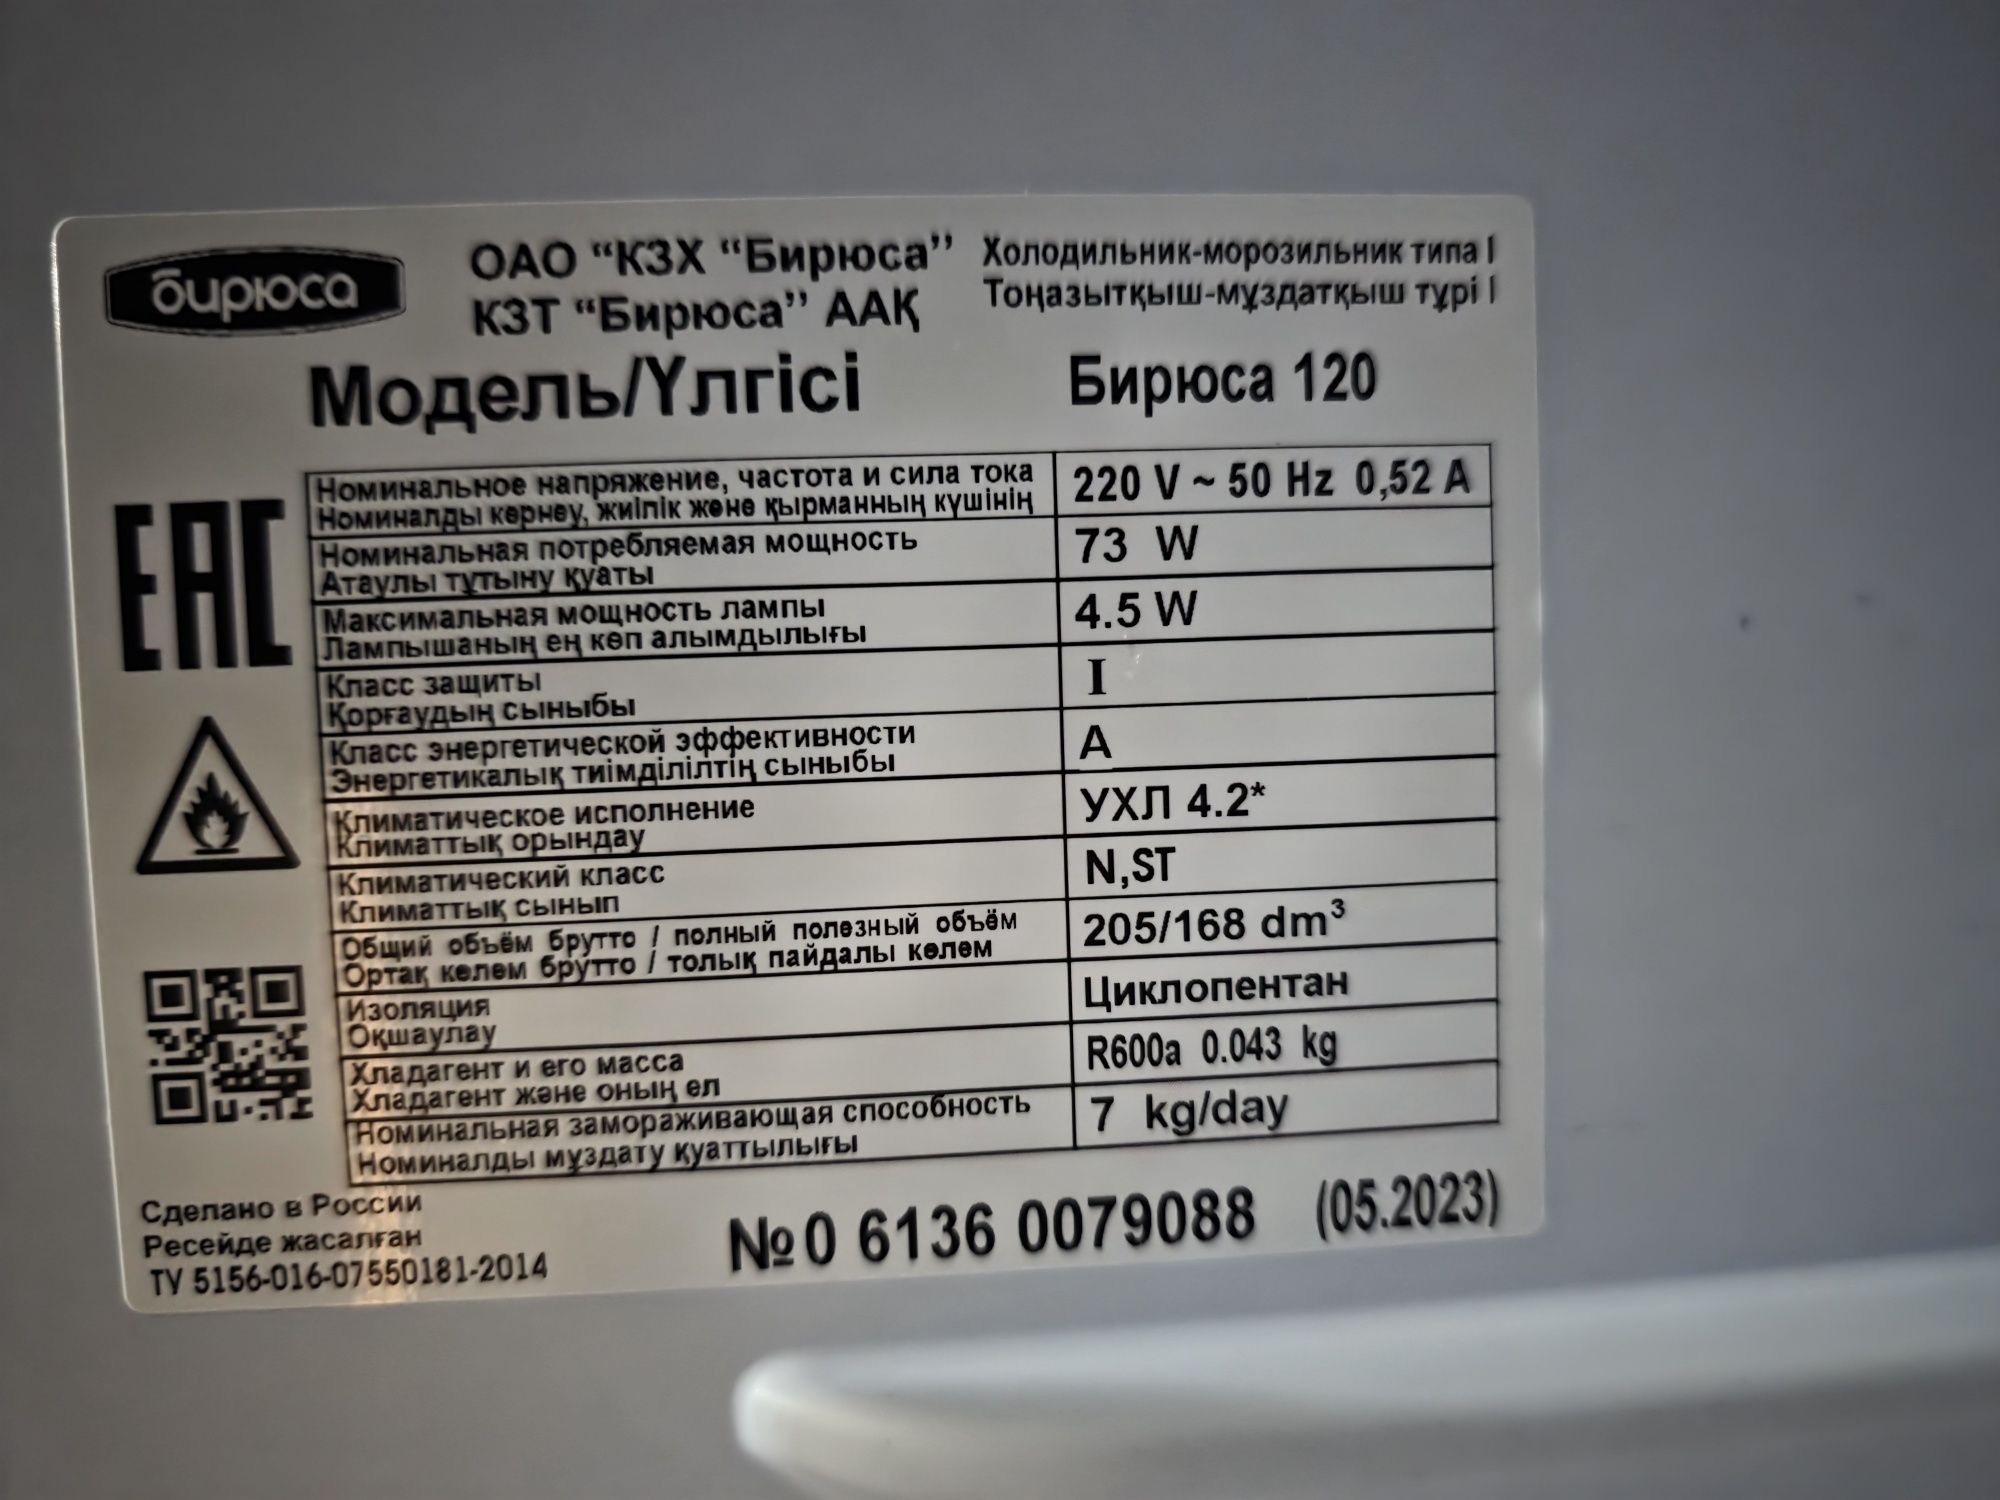 бирюса
ОАО “КЗХ “Бирюса”
КЗТ “Бирюса” ААҚ
Холодильник-морозильник типа I
Тоңазытқыш-мұздатқыш түрі I
Модель/Үлгісі Бирюса 120
Номинальное напряжение, частота и сила тока
Номиналды көрнеу, жиілік және қырманның күшінің
220 V ~ 50 Hz 0,52 A
Номинальная потребляемая мощность
Атаулы тұтыну қуаты
73 W
Максимальная мощность лампы
Лампышаның ең көп алымдылығы
4.5 W
Класс защиты
Қорғаудың сыныбы
I
Класс энергетической эффективности
Энергетикалық тиімділілтің сыныбы
A
Климатическое исполнение
Климаттық орындау
УХЛ 4.2*
Климатический класс
Климаттық сынып
N,ST
Общий объём брутто / полный полезный объём
Ортақ көлем брутто / толық пайдалы көлем
205/168 dm³
Изоляция
Оқшаулау
Циклопентан
Хладагент и его масса
Хладагент және оның ел
R600a 0.043 kg
Номинальная замораживающая способность
Номиналды мұздату қуаттылығы
7 kg/day
EAC
Сделано в России
Ресейде жасалған
ТУ 5156-016-07550181-2014
№0 6136 0079088 (05.2023)